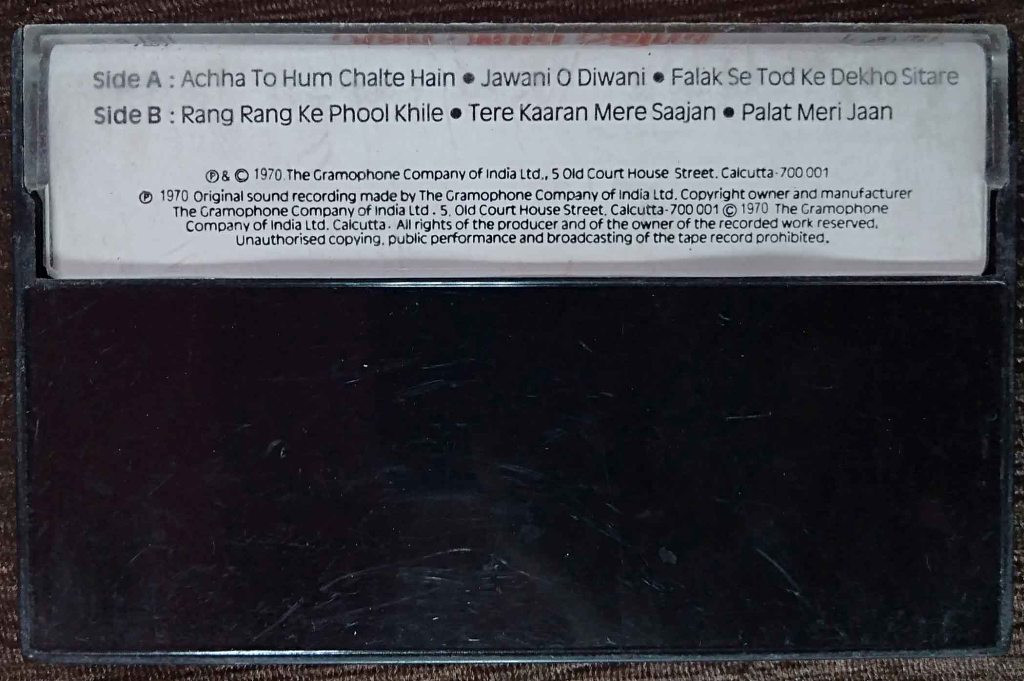 Side A : Achha To Hum Chalte Hain • Jawani O Diwani • Falak Se Tod Ke Dekho Sitare
Side B : Rang Rang Ke Phool Khile • Tere Kaaran Mere Saajan • Palat Meri Jaan
℗ & © 1970 The Gramophone Company of India Ltd., 5 Old Court House Street. Calcutta-700 001
℗ 1970 Original sound recording made by The Gramophone Company of India Ltd. Copyright owner and manufacturer
The Gramophone Company of India Ltd. 5, Old Court House Street, Calcutta-700 001 © 1970 The Gramophone
Company of India Ltd. Calcutta. All rights of the producer and of the owner of the recorded work reserved.
Unauthorised copying, public performance and broadcasting of the tape record prohibited.